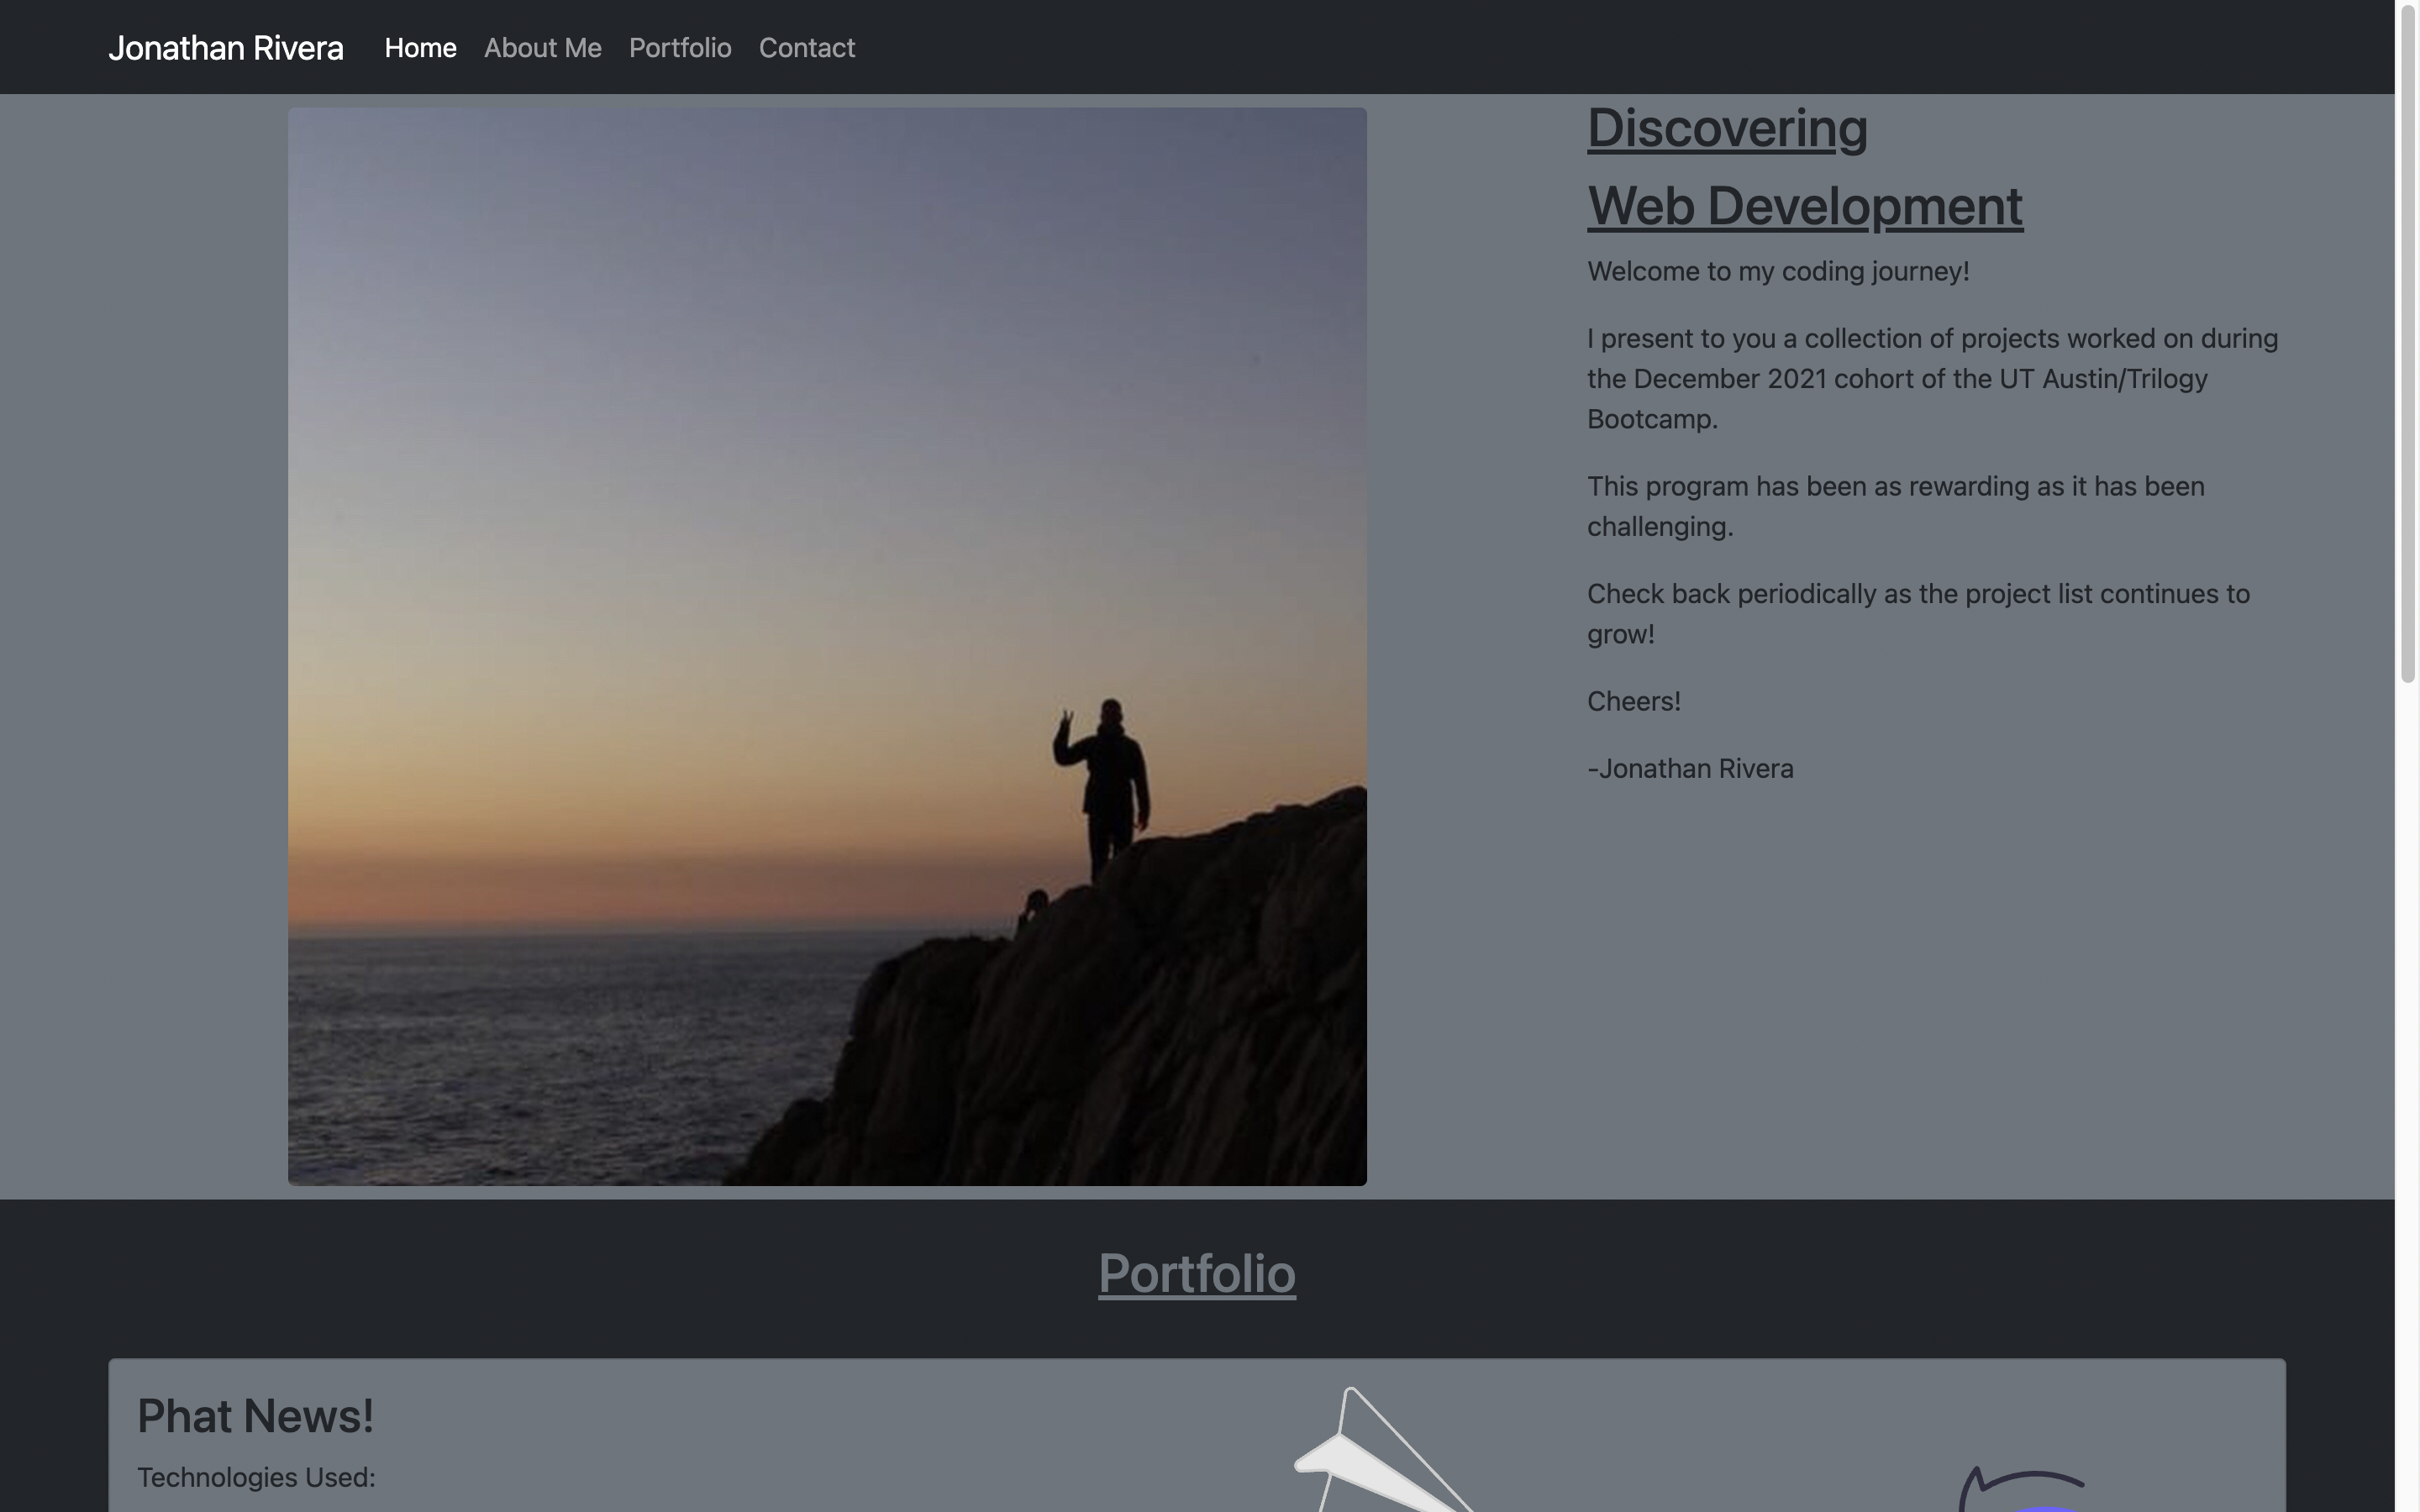 Jonathan Rivera Home About Me Portfolio Contact
Discovering
Web Development
Welcome to my coding journey!
I present to you a collection of projects worked on during
the December 2021 cohort of the UT Austin/Trilogy
Bootcamp.
This program has been as rewarding as it has been
challenging.
Check back periodically as the project list continues to
grow!
Cheers!
-Jonathan Rivera
Portfolio
Phat News!
Technologies Used: